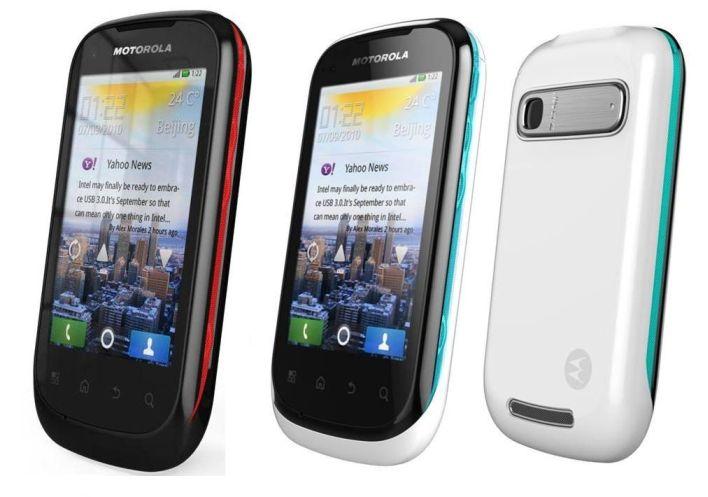 MOTOROLA
1:22
01:22
24 C°
07/09/2010
Beijing
Yahoo News
Intel may finally be ready to embra-
ce USB 3.0.It's September so that
can mean only one thing in Intel...
By Alex Morales 2 hours ago
MOTOROLA
1:22
01:22
24 C°
07/09/2010
Beijing
Yahoo News
Intel may finally be ready to embra-
ce USB 3.0.It's September so that
can mean only one thing in Intel...
By Alex Morales 2 hours ago